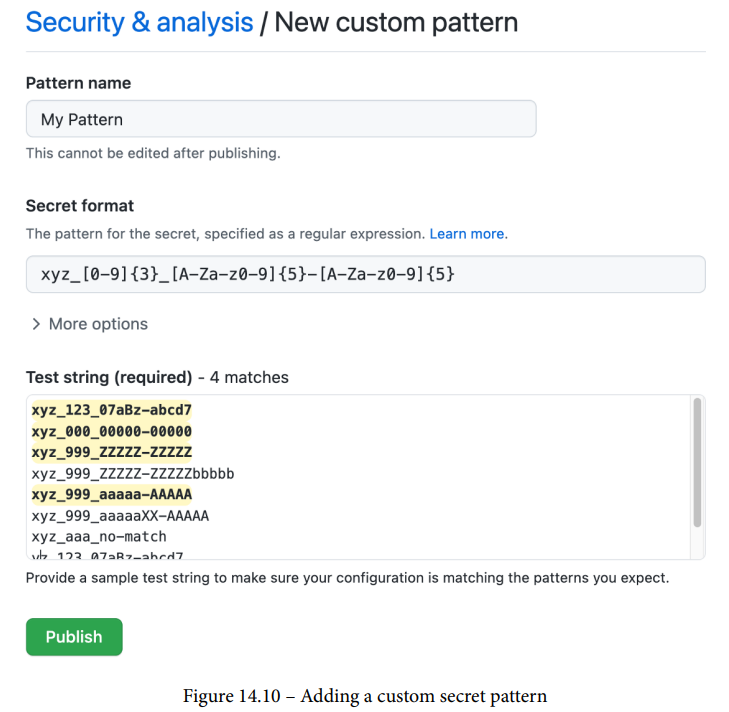 Security & analysis / New custom pattern
Pattern name
My Pattern
This cannot be edited after publishing.
Secret format
The pattern for the secret, specified as a regular expression. Learn more.
xyz_[0-9]{3}_[A-Za-z0-9]{5}-[A-Za-z0-9]{5}
More options
Test string (required) - 4 matches
xyz_123_07aBz-abcd7
xyz_000_00000-00000
xyz_999_ZZZZZ-ZZZZZ
xyz_999_ZZZZZ-ZZZZZbbbbb
xyz_999_aaaaa-AAAAA
xyz_999_aaaaaXX-AAAAA
xyz_aaa_no-match
_123_07aBz-abcd7
Provide a sample test string to make sure your configuration is matching the patterns you expect.
Publish
Figure 14.10 – Adding a custom secret pattern